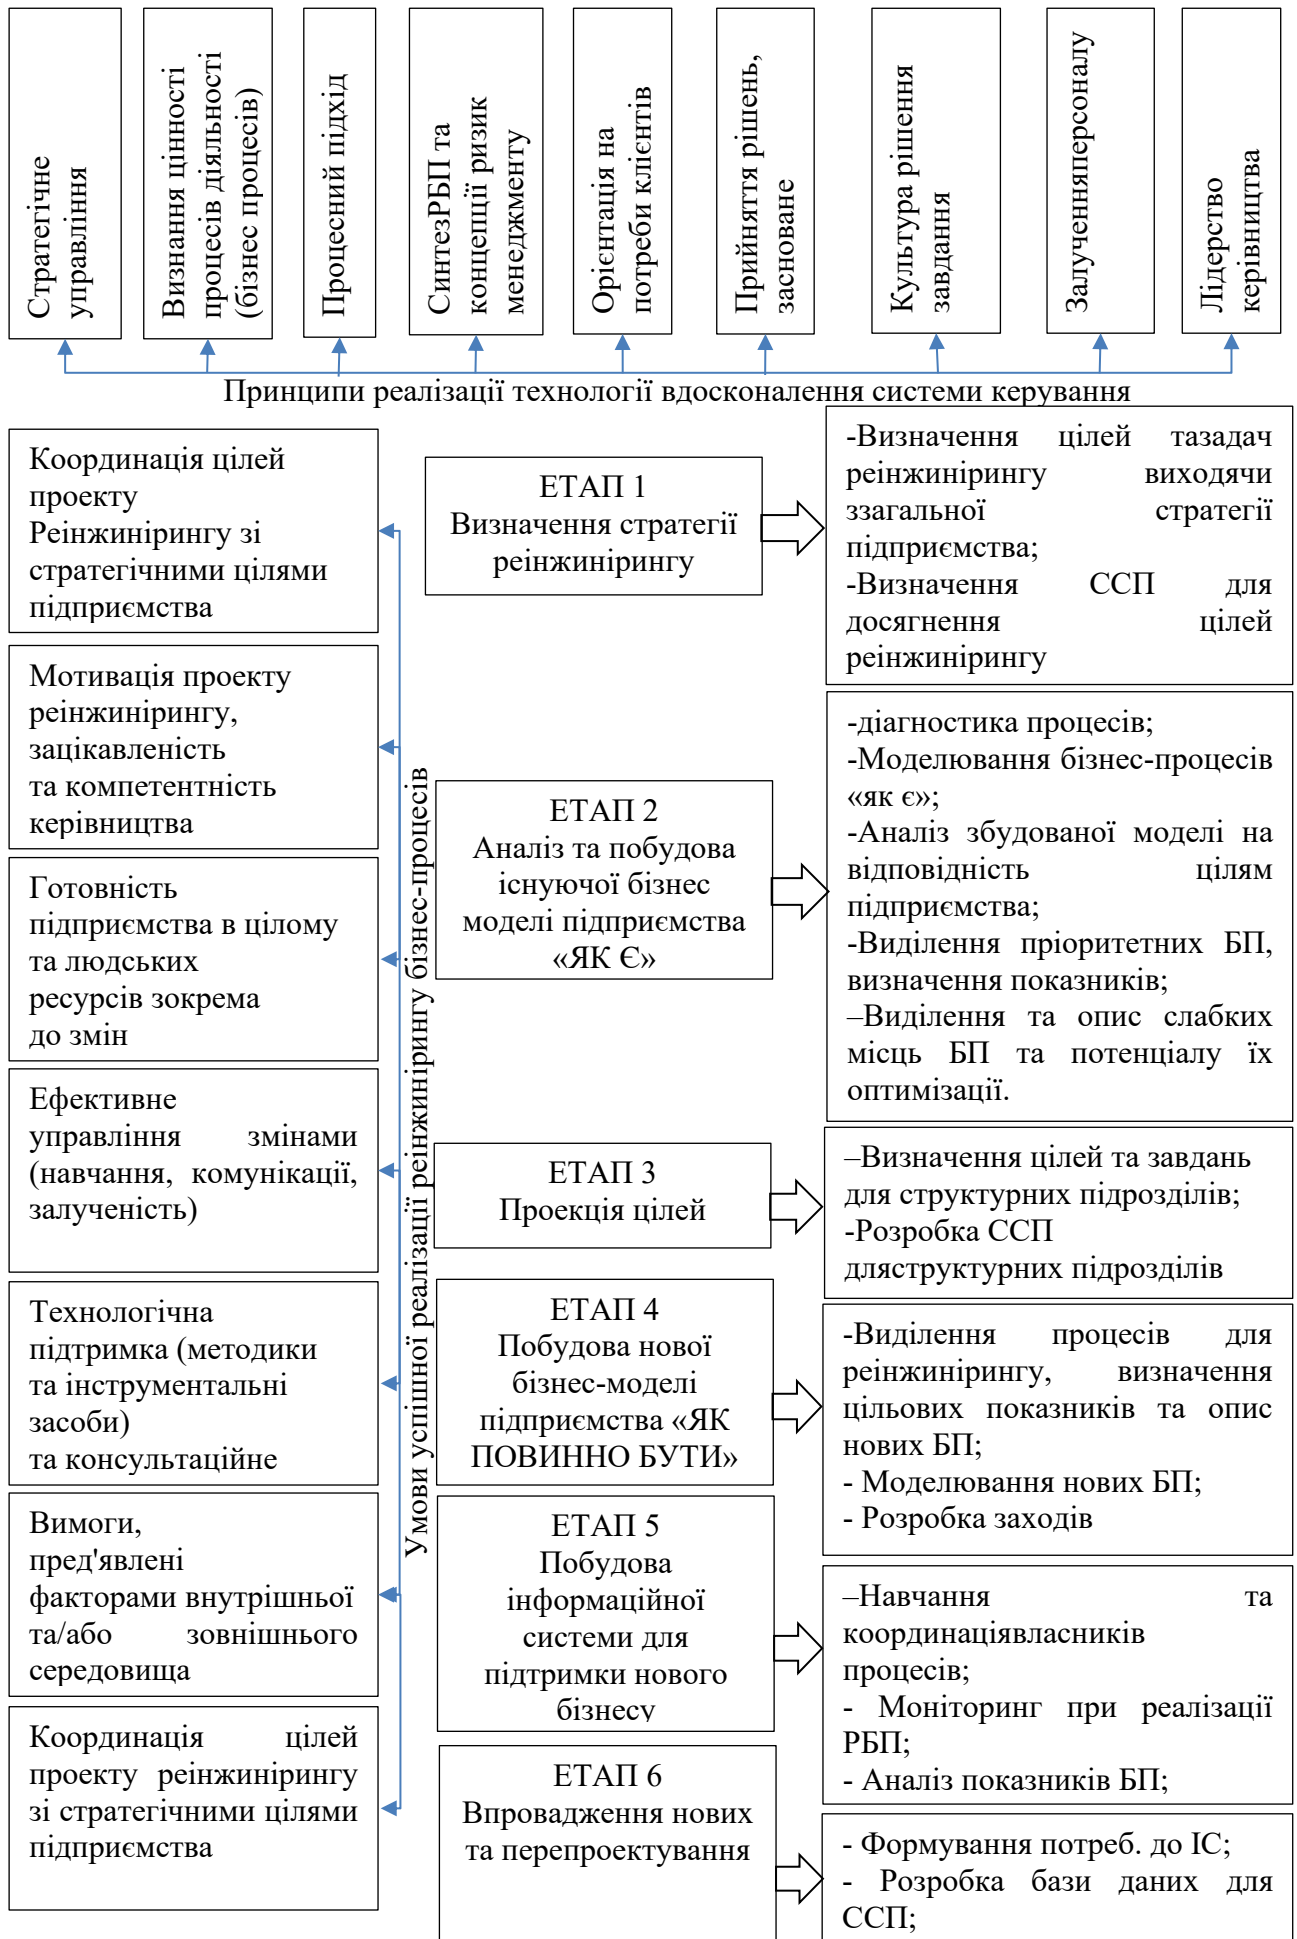 Стратегічне
управління
Визнання цінності
процесів діяльності
(бізнес процесів)
Процесний підхід
СинтезРБП та
концепції ризик
менеджменту
Орієнтація на
потреби клієнтів
Прийняття рішень,
засноване
Культура рішення
завдання
Залученняперсоналу
Лідерство
керівництва
Принципи реалізації технології вдосконалення системи керування
Координація цілей
проекту
Реінжинірингу зі
стратегічними цілями
підприємства
Мотивація проекту
реінжинірингу,
зацікавленість
та компетентність
керівництва
Готовність
підприємства в цілому
та людських
ресурсів зокрема
до змін
Ефективне
управління змінами
(навчання, комунікації,
залученість)
Технологічна
підтримка (методики
та інструментальні
засоби)
та консультаційне
Вимоги,
пред'явлені
факторами внутрішньої
та/або зовнішнього
середовища
Координація цілей
проекту реінжинірингу
зі стратегічними цілями
підприємства
Умови успішної реалізації реінжинірингу бізнес-процесів
ЕТАП 1
Визначення стратегії
реінжинірингу
-Визначення цілей тазадач
реінжинірингу виходячи
ззагальної стратегії
підприємства;
-Визначення ССП для
досягнення цілей
реінжинірингу
ЕТАП 2
Аналіз та побудова
існуючої бізнес
моделі підприємства
«ЯК Є»
-діагностика процесів;
-Моделювання бізнес-процесів
«як є»;
-Аналіз збудованої моделі на
відповідність цілям
підприємства;
-Виділення пріоритетних БП,
визначення показників;
–Виділення та опис слабких
місць БП та потенціалу їх
оптимізації.
ЕТАП 3
Проекція цілей
–Визначення цілей та завдань
для структурних підрозділів;
-Розробка ССП
дляструктурних підрозділів
ЕТАП 4
Побудова нової
бізнес-моделі
підприємства «ЯК
ПОВИННО БУТИ»
-Виділення процесів для
реінжинірингу, визначення
цільових показників та опис
нових БП;
- Моделювання нових БП;
- Розробка заходів
ЕТАП 5
Побудова
інформаційної
системи для
підтримки нового
бізнесу
–Навчання та
координаціявласників
процесів;
- Моніторинг при реалізації
РБП;
- Аналіз показників БП;
ЕТАП 6
Впровадження нових
та перепроектування
- Формування потреб. до ІС;
- Розробка бази даних для
ССП;